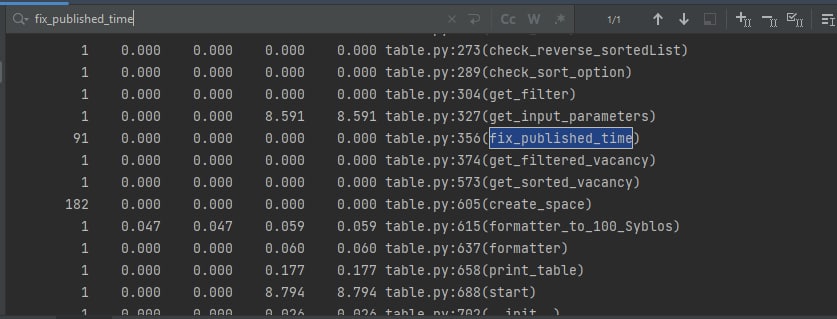 fix_published_time
Cc W .* 1/1
1 0.000 0.000 0.000 0.000 table.py:273(check_reverse_sortedList)
1 0.000 0.000 0.000 0.000 table.py:289(check_sort_option)
1 0.000 0.000 0.000 0.000 table.py:304(get_filter)
1 0.000 0.000 8.591 8.591 table.py:327(get_input_parameters)
91 0.000 0.000 0.000 0.000 table.py:356(fix_published_time)
1 0.000 0.000 0.000 0.000 table.py:374(get_filtered_vacancy)
1 0.000 0.000 0.000 0.000 table.py:573(get_sorted_vacancy)
182 0.000 0.000 0.000 0.000 table.py:605(create_space)
1 0.047 0.047 0.059 0.059 table.py:615(formatter_to_100_Syblos)
1 0.000 0.000 0.060 0.060 table.py:637(formatter)
1 0.000 0.000 0.177 0.177 table.py:658(print_table)
1 0.000 0.000 8.794 8.794 table.py:688(start)
1 0.000 0.000 0.026 0.026 table.py:702(__init__)